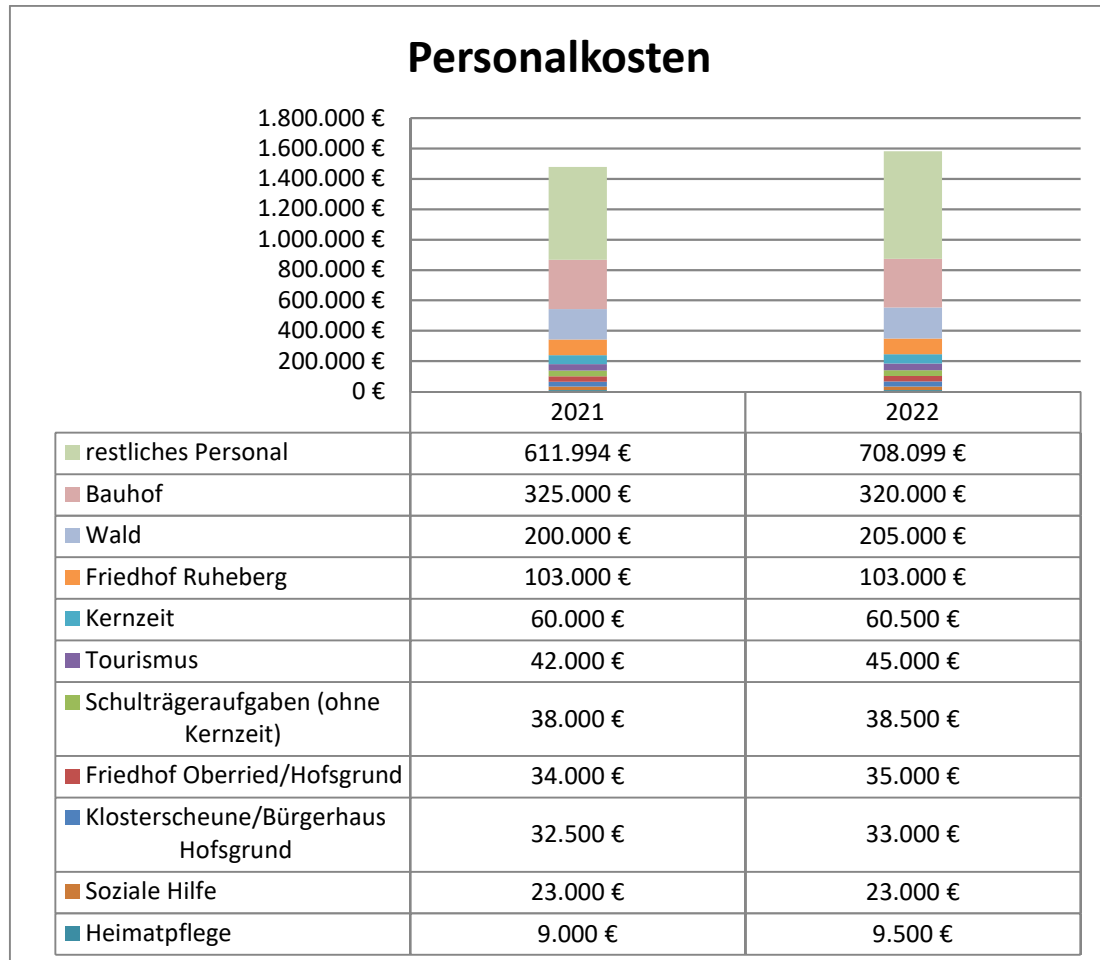 Personalkosten
1.800.000 €
1.600.000 €
1.400.000 €
1.200.000 €
1.000.000 €
800.000 €
600.000 €
400.000 €
200.000 €
0 €
2021 2022
restliches Personal 611.994 € 708.099 €
Bauhof 325.000 € 320.000 €
Wald 200.000 € 205.000 €
Friedhof Ruheberg 103.000 € 103.000 €
Kernzeit 60.000 € 60.500 €
Tourismus 42.000 € 45.000 €
Schulträgeraufgaben (ohne
Kernzeit) 38.000 € 38.500 €
Friedhof Oberried/Hofsgrund 34.000 € 35.000 €
Klosterscheune/Bürgerhaus
Hofsgrund 32.500 € 33.000 €
Soziale Hilfe 23.000 € 23.000 €
Heimatpflege 9.000 € 9.500 €